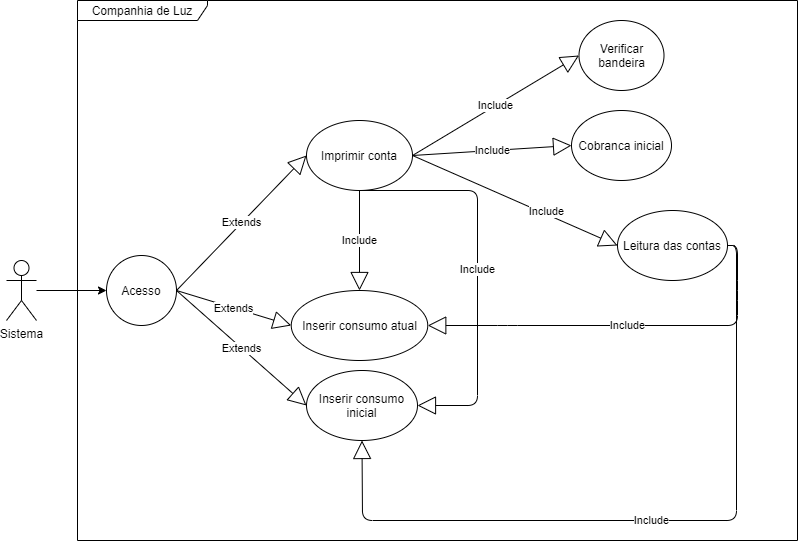 Companhia de Luz
Verificar
bandeira
Include
Imprimir conta
Include
Cobranca inicial
Include
Extends
Include
Leitura das contas
Include
Sistema
Acesso
Extends
Inserir consumo atual
Include
Extends
Inserir consumo
inicial
Include